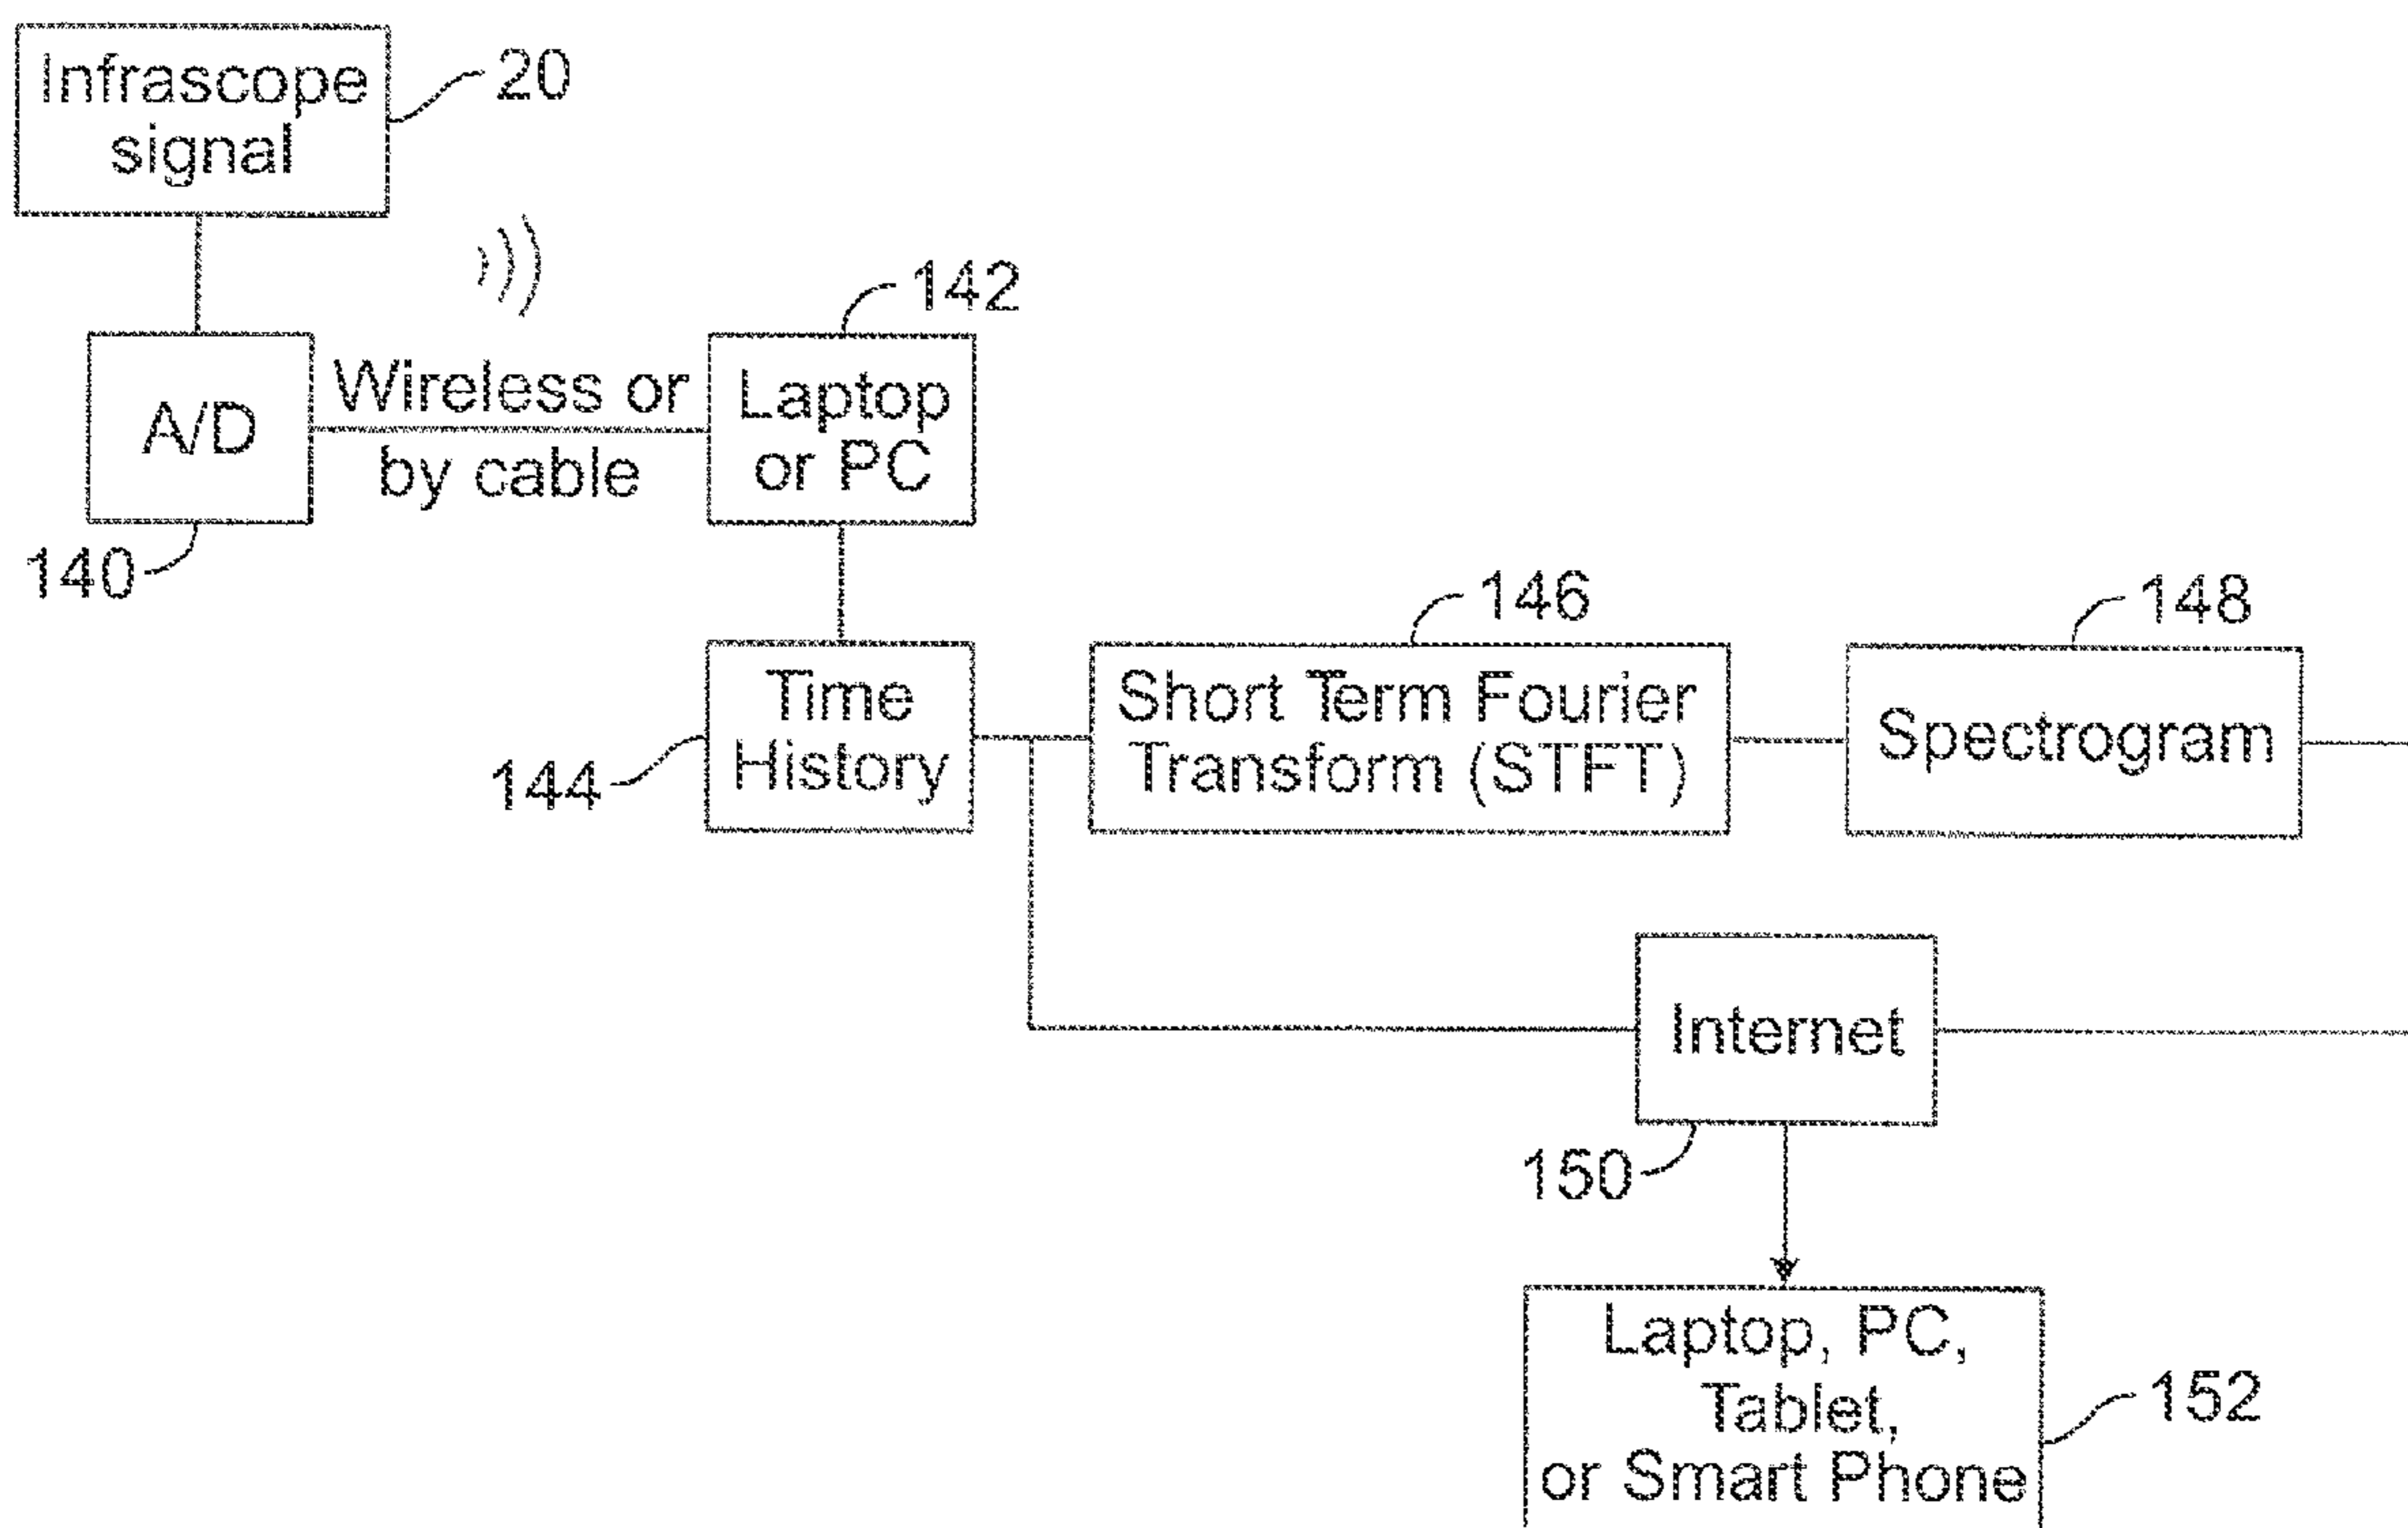 Infrascope
signal
20
142
Wireless or
by cable
A/D
Laptop
or PC
140
146
148
Time
History
Short Term Fourier
Transform (STFT)
Spectrogram
144
Internet
150
Laptop, PC,
Tablet,
or Smart Phone
152